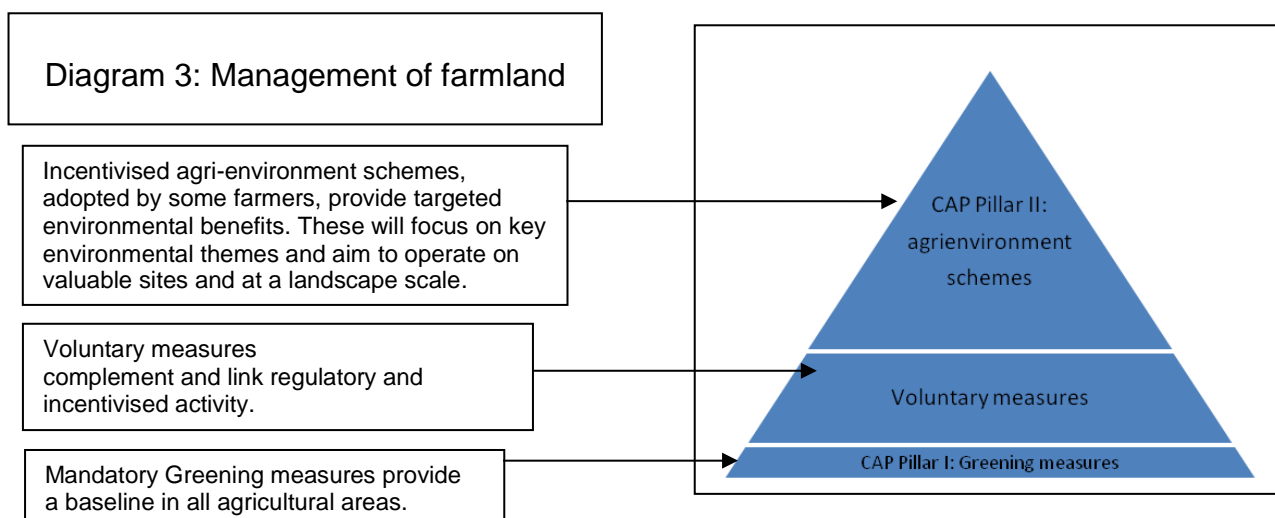 Diagram 3: Management of farmland
Incentivised agri-environment schemes,
adopted by some farmers, provide targeted
environmental benefits. These will focus on key
environmental themes and aim to operate on
valuable sites and at a landscape scale.
Voluntary measures
complement and link regulatory and
incentivised activity.
Mandatory Greening measures provide
a baseline in all agricultural areas.
CAP Pillar II:
agrienvironment
schemes
Voluntary measures
CAP Pillar I: Greening measures